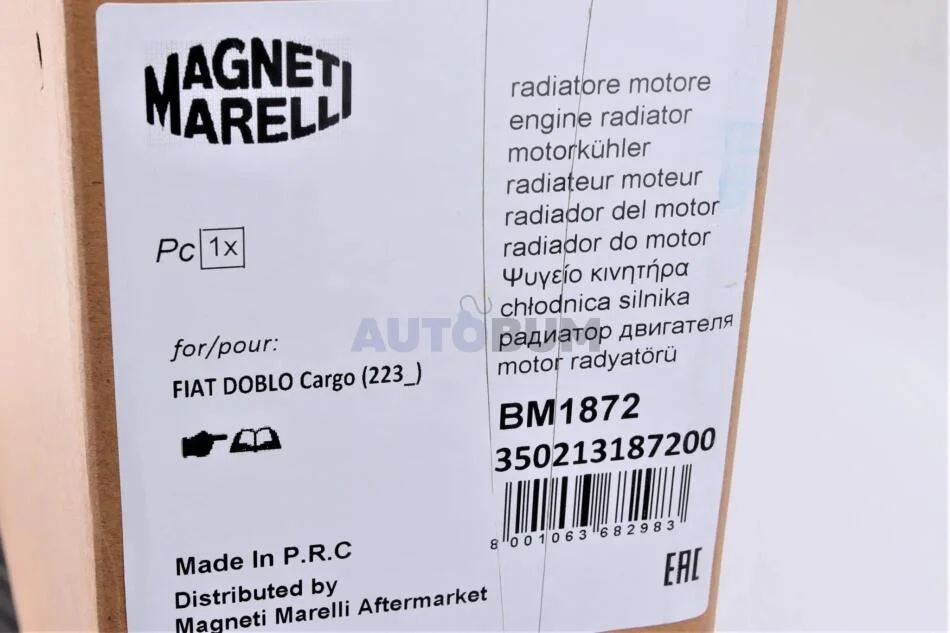 MAGNETI
MARELLI
Pc 1x
for/pour:
FIAT DOBLO Cargo (223_)
Made In P.R.C
Distributed by
Magneti Marelli Aftermarket
radiatore motore
engine radiator
motorkühler
radiateur moteur
radiador del motor
radiador do motor
Ψυγείο κινητήρα
chłodnica silnika
радиатор двигателя
motor radyatörü
BM1872
350213187200
8 001063 682983
EAC
AUTOBUM